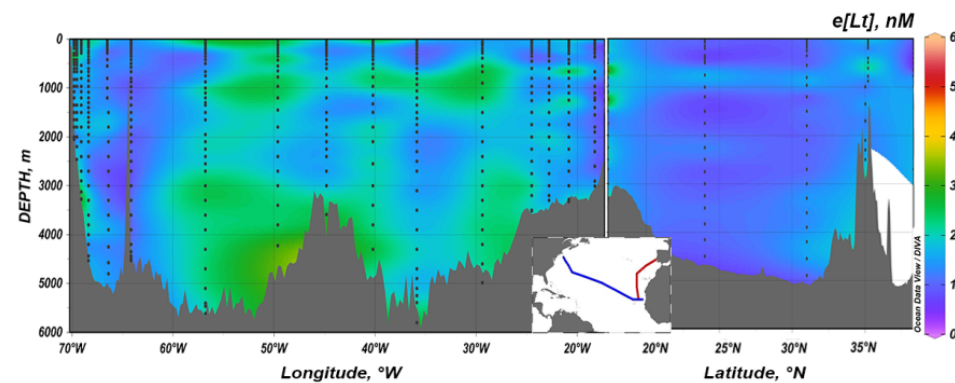 e[Lt], nM
0
1000
2000
3000
4000
5000
6000
DEPTH, m
70°W 60°W 50°W 40°W 30°W 20°W 20°N 25°N 30°N 35°N
Longitude, °W Latitude, °N
Ocean Data View / DIVA
6
5
4
3
2
1
0